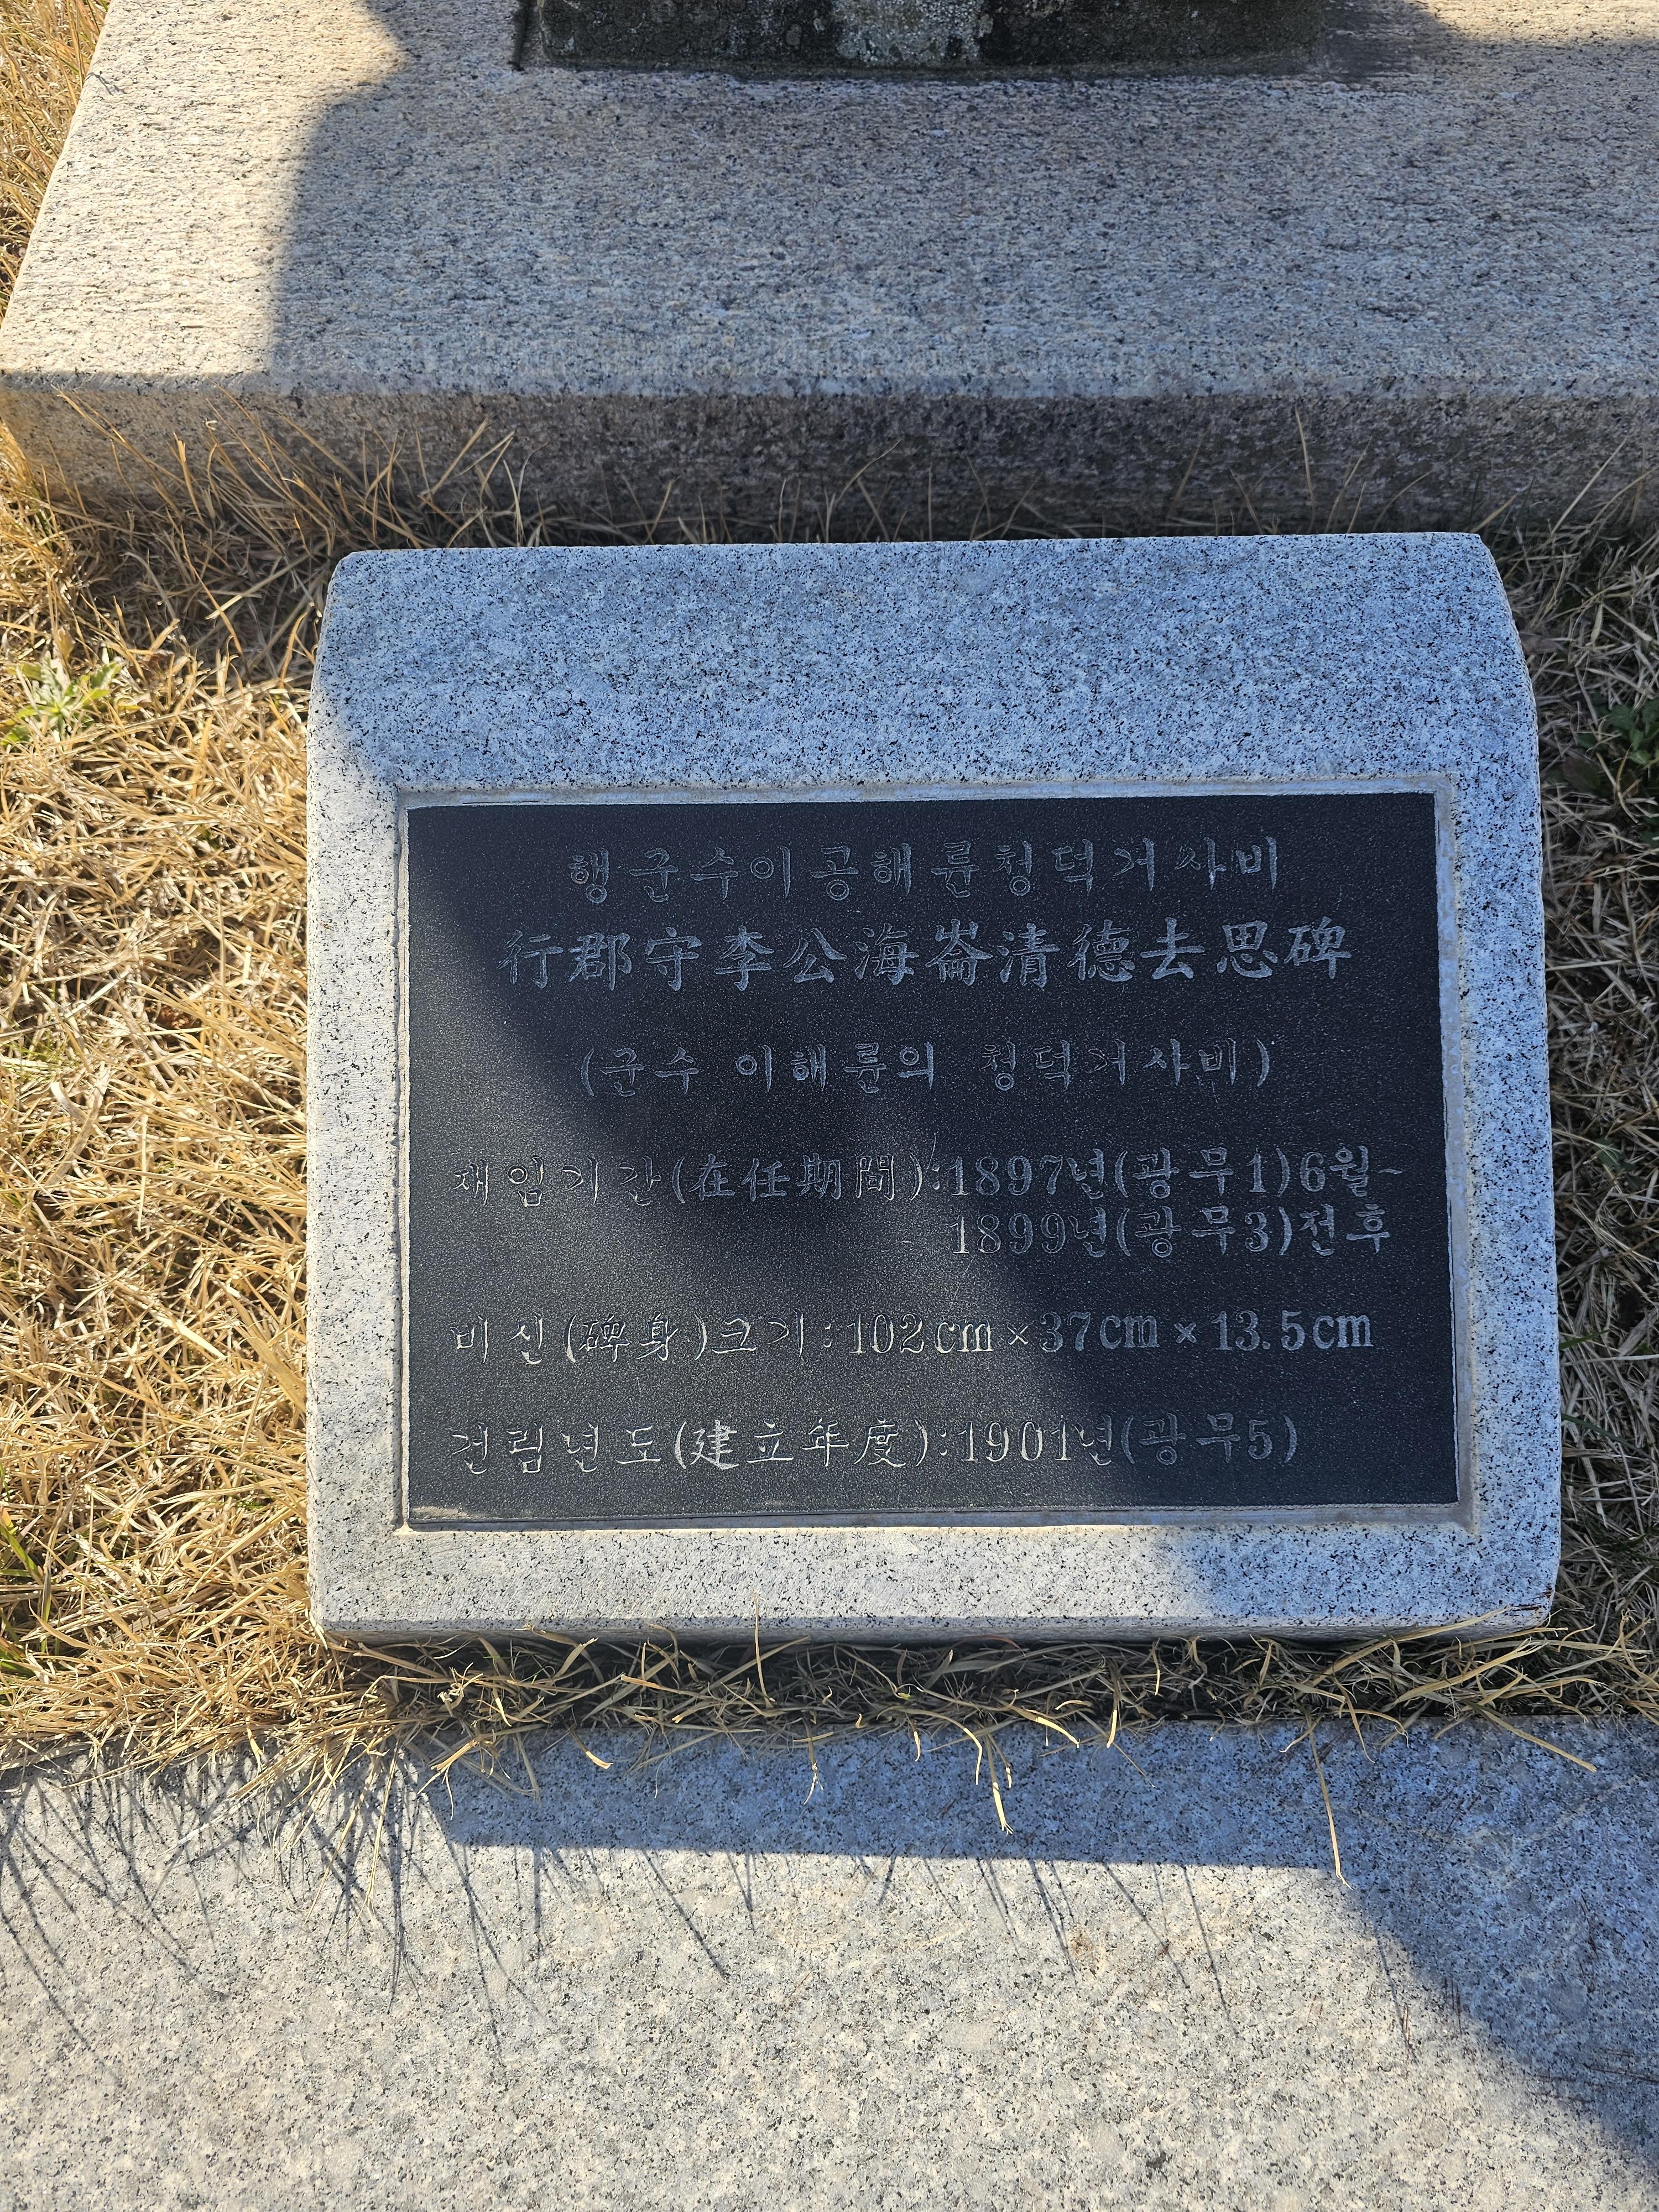 행군수이공해륜청덕거사비
行郡守李公海崙清德去思碑
(군수 이해륜의 청덕거사비)
재임기간(在任期間):1897년(광무1)6월~
1899년(광무3)전후
비신(碑身)크기:102cm×37cm×13.5cm
건립년도(建立年度):1901년(광무5)